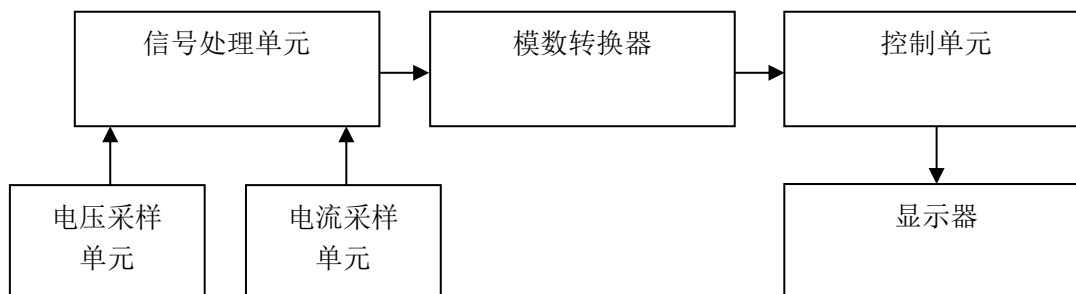 信号处理单元
模数转换器
控制单元
电压采样
单元
电流采样
单元
显示器